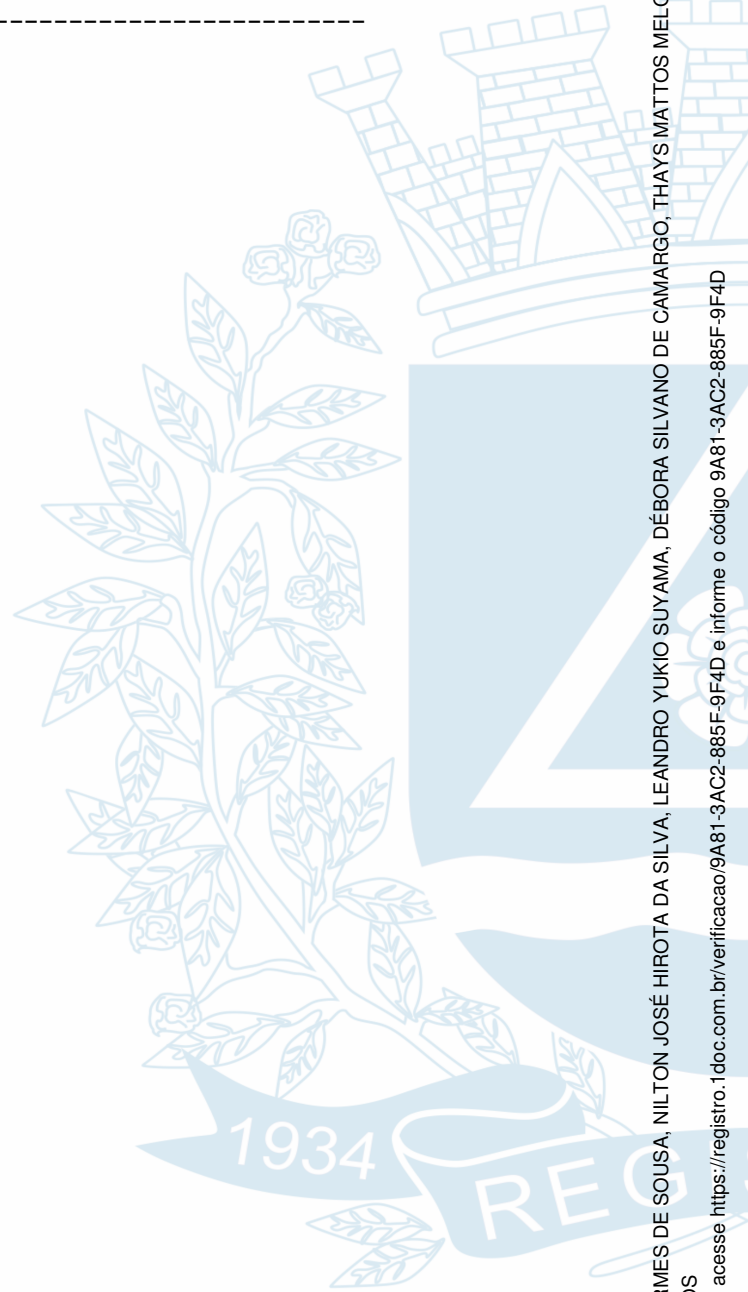 1934
REGIS
RMES DE SOUSA, NILTON JOSÉ HIROTA DA SILVA, LEANDRO YUKIO SUYAMA, DÉBORA SILVANO DE CAMARGO, THAYS MATTOS MELO
OS
acesse https://registro.1doc.com.br/verificacao/9A81-3AC2-885F-9F4D e informe o código 9A81-3AC2-885F-9F4D